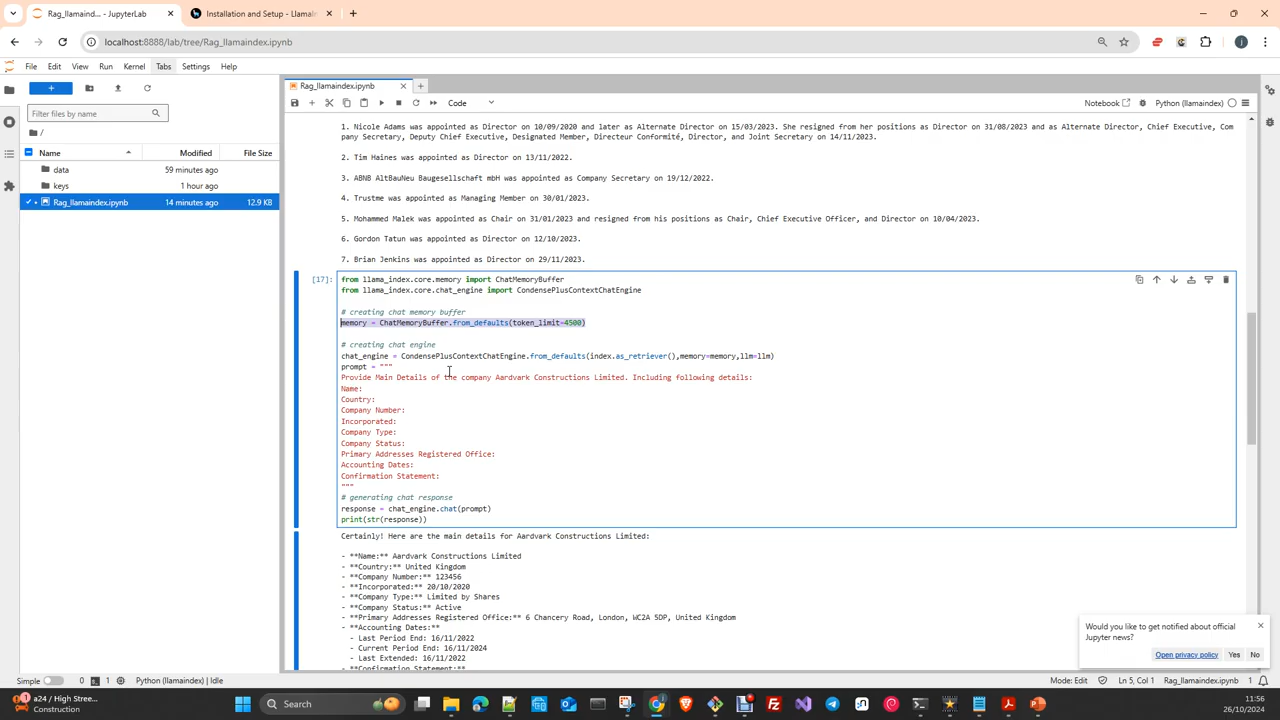 Rag_llamaind... - JupyterLab
Installation and Setup - LlamaI
localhost:8888/lab/tree/Rag_llamaindex.ipynb
File Edit View Run Kernel Tabs Settings Help
Filter files by name
/
Name Modified File Size
data 59 minutes ago
keys 1 hour ago
Rag_llamaindex.ipynb 14 minutes ago 12.9 KB
Rag_llamaindex.ipynb
Code
Notebook
Python (llamaindex)
1. Nicole Adams was appointed as Director on 10/09/2020 and later as Alternate Director on 15/03/2023. She resigned from her positions as Director on 31/08/2023 and as Alternate Director, Chief Executive, Com
pany Secretary, Deputy Chief Executive, Designated Member, Directeur Conformité, Director, and Joint Secretary on 14/11/2023.
2. Tim Haines was appointed as Director on 13/11/2022.
3. ABNB AltBauNeu Baugesellschaft mbH was appointed as Company Secretary on 19/12/2022.
4. Trustme was appointed as Managing Member on 30/01/2023.
5. Mohammed Malek was appointed as Chair on 31/01/2023 and resigned from his positions as Chair, Chief Executive Officer, and Director on 10/04/2023.
6. Gordon Tatun was appointed as Director on 12/10/2023.
7. Brian Jenkins was appointed as Director on 29/11/2023.
[17]:
from llama_index.core.memory import ChatMemoryBuffer
from llama_index.core.chat_engine import CondensePlusContextChatEngine
# creating chat memory buffer
memory = ChatMemoryBuffer.from_defaults(token_limit=4500)
# creating chat engine
chat_engine = CondensePlusContextChatEngine.from_defaults(index.as_retriever(),memory=memory,llm=llm)
prompt = """
Provide Main Details of the company Aardvark Constructions Limited. Including following details:
Name:
Country:
Company Number:
Incorporated:
Company Type:
Company Status:
Primary Addresses Registered Office:
Accounting Dates:
Confirmation Statement:
"""
# generating chat response
response = chat_engine.chat(prompt)
print(str(response))
Certainly! Here are the main details for Aardvark Constructions Limited:
- **Name:** Aardvark Constructions Limited
- **Country:** United Kingdom
- **Company Number:** 123456
- **Incorporated:** 20/10/2020
- **Company Type:** Limited by Shares
- **Company Status:** Active
- **Primary Addresses Registered Office:** 6 Chancery Road, London, WC2A 5DP, United Kingdom
- **Accounting Dates:**
- Last Period End: 16/11/2022
- Current Period End: 16/11/2024
- Last Extended: 16/11/2022
- **Confirmation Statement:**
Would you like to get notified about official
Jupyter news?
Open privacy policy Yes No
Simple 0 1 Python (llamaindex) | Idle
Mode: Edit Ln 5, Col 1 Rag_llamaindex.ipynb 1
a24 / High Stree...
Construction
Search
11:56
26/10/2024